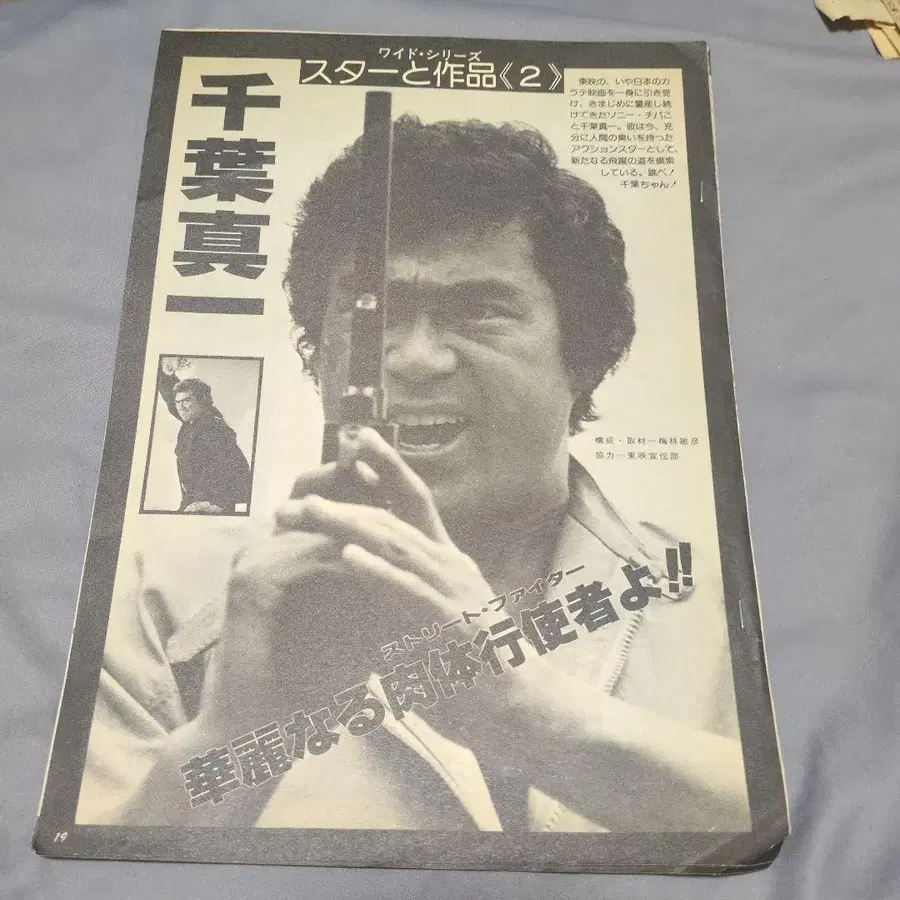 ワイド・シリーズ
スターと作品《2》
千葉真一
東映の、いや日本のカ
ラテ映画を一身に引き受
け、きまじめに量産し続
けてきたソニー・チバこ
と千葉真一。彼は今、充
分に人間の臭いを持った
アクションスターとして、
新たなる飛躍の道を摸索
している。跳べ!
千葉ちゃん!
構成・取材—梅林敏彦
協力—東映宣伝部
ストリート・ファイター
華麗なる肉体行使者よ!!
19